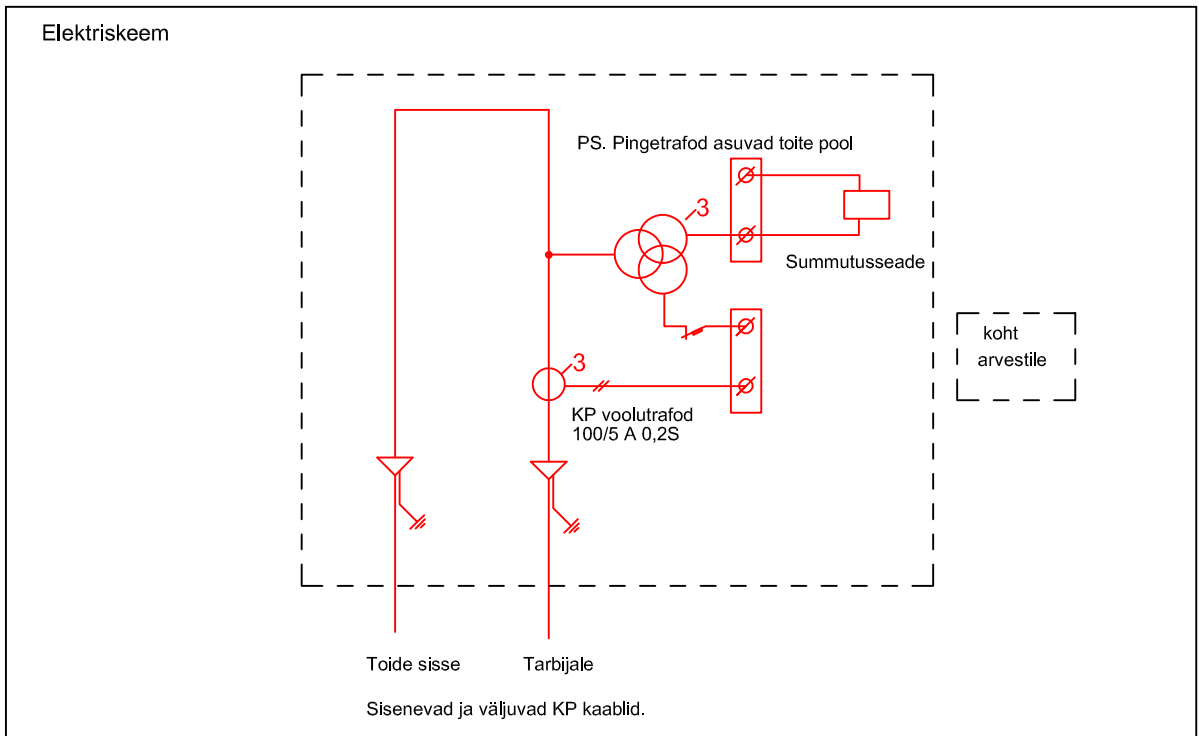 Elektriskeem
PS. Pingetrafod asuvad toite pool
3
Summutusseade
koht
arvestile
3
KP voolutrafod
100/5 A 0,2S
Toide sisse
Tarbijale
Sisenevad ja väljuvad KP kaablid.